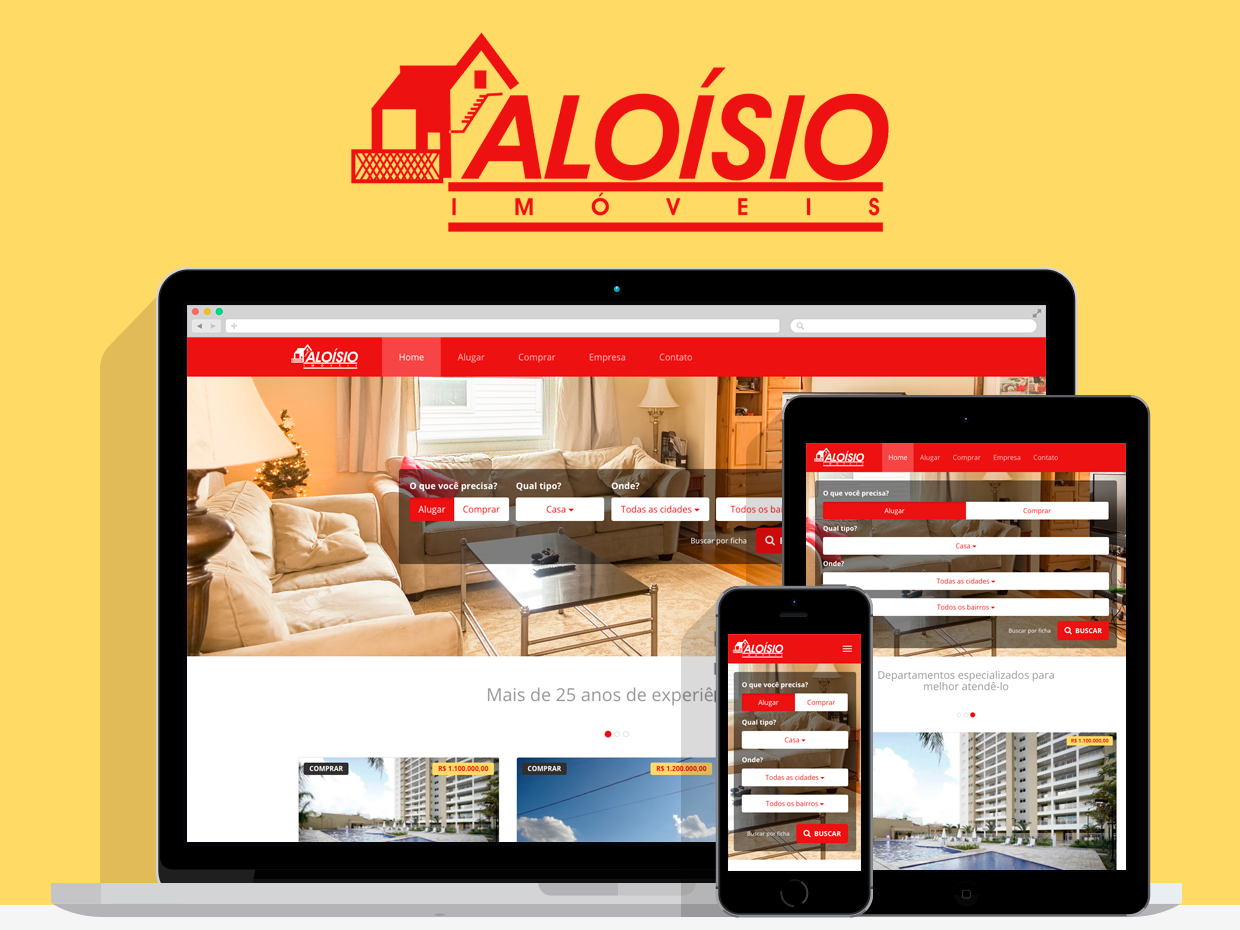 ALOÍSIO
IMÓVEIS
ALOÍSIO
IMÓVEIS
Home Alugar Comprar Empresa Contato
O que você precisa? Qual tipo? Onde?
Alugar Comprar Casa Todas as cidades Todos os
Buscar por ficha
Mais de 25 anos de
COMPRAR R$ 1.100.000,00 COMPRAR R$ 1.200.000,00
ALOÍSIO
IMÓVEIS
Home Alugar Comprar Empresa Contato
O que você precisa?
Alugar Comprar
Qual tipo?
Casa
Onde?
Todas as cidades
Todos os bairros
Buscar por ficha BUSCAR
Departamentos especializados para
melhor atendê-lo
R$ 1.100.000,00
ALOÍSIO
IMÓVEIS
O que você precisa?
Alugar Comprar
Qual tipo?
Casa
Onde?
Todas as cidades
Todos os bairros
Buscar por ficha BUSCAR